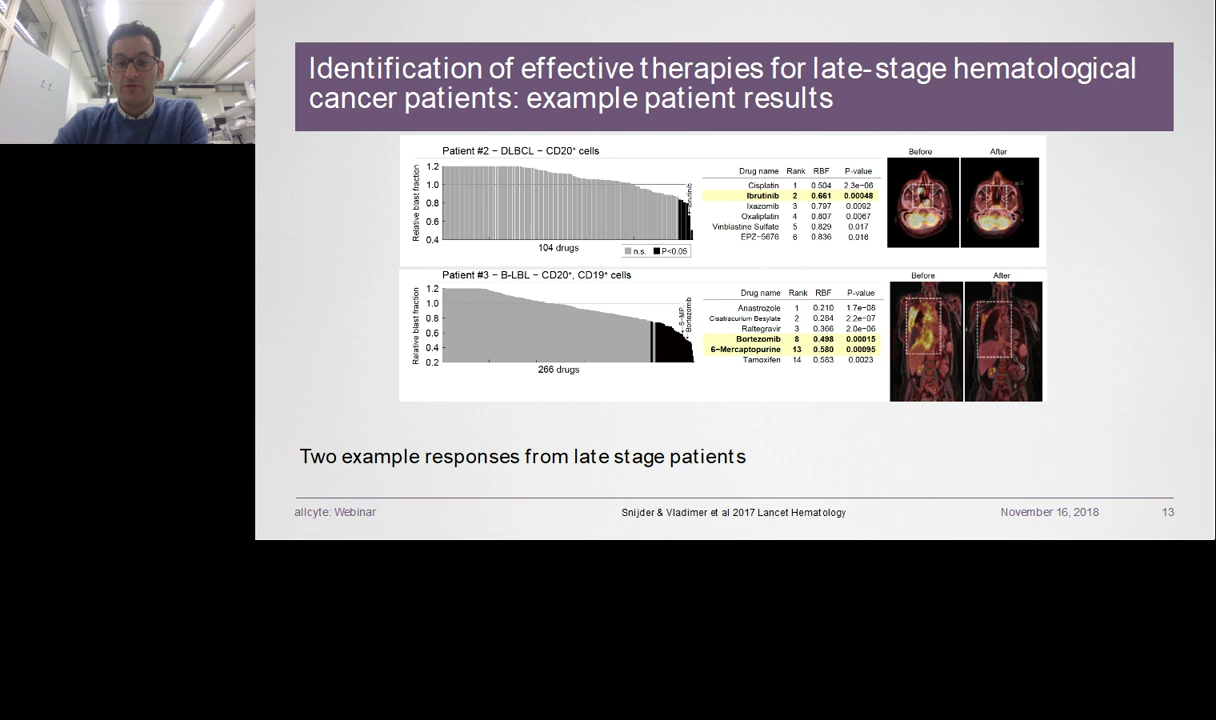 Identification of effective therapies for late-stage hematological
cancer patients: example patient results
Patient #2 − DLBCL − CD20⁺ cells
Relative blast fraction
1.2
1.0
0.8
0.6
0.4
Ibrutinib
104 drugs
n.s. P<0.05
Drug name Rank RBF P-value
Cisplatin 1 0.504 2.3e−06
Ibrutinib 2 0.661 0.00048
Ixazomib 3 0.797 0.0092
Oxaliplatin 4 0.807 0.0067
Vinblastine Sulfate 5 0.829 0.017
EPZ−5676 6 0.836 0.016
Before After
Patient #3 − B-LBL − CD20⁺, CD19⁺ cells
Relative blast fraction
1.2
1.0
0.8
0.6
0.4
0.2
6−MP
Bortezomib
266 drugs
Drug name Rank RBF P-value
Anastrozole 1 0.210 1.7e−08
Cisatracurium Besylate 2 0.284 2.2e−07
Raltegravir 3 0.366 2.0e−06
Bortezomib 8 0.498 0.00015
6−Mercaptopurine 13 0.580 0.00095
Tamoxifen 14 0.583 0.0023
Before After
Two example responses from late stage patients
allcyte: Webinar
Snijder & Vladimer et al 2017 Lancet Hematology
November 16, 2018
13